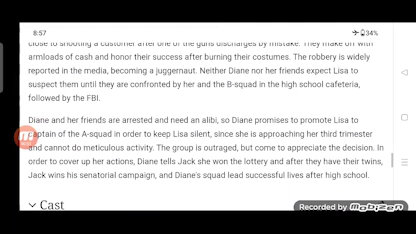 8:57
34%
close to shooting a customer after one of the guns discharges by mistake. They make off with
armloads of cash and honor their success after burning their costumes. The robbery is widely
reported in the media, becoming a juggernaut. Neither Diane nor her friends expect Lisa to
suspect them until they are confronted by her and the B-squad in the high school cafeteria,
followed by the FBI.
Diane and her friends are arrested and need an alibi, so Diane promises to promote Lisa to
captain of the A-squad in order to keep Lisa silent, since she is approaching her third trimester
and cannot do meticulous activity. The group is outraged, but come to appreciate the decision. In
order to cover up her actions, Diane tells Jack she won the lottery and after they have their twins,
Jack wins his senatorial campaign, and Diane's squad lead successful lives after high school.
Cast
Recorded by Mobizen